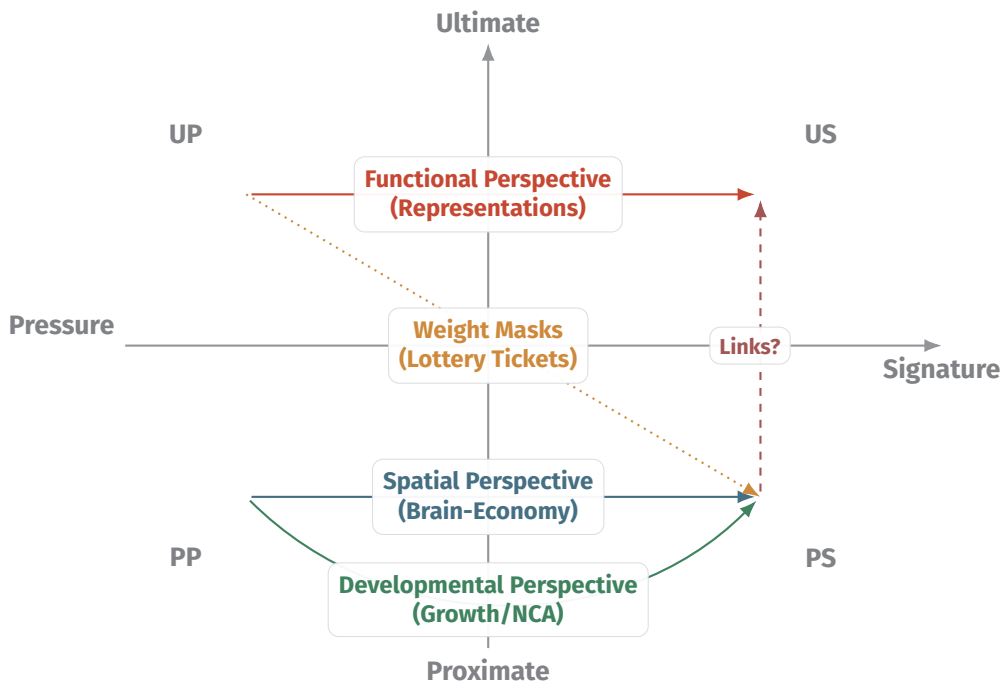 Ultimate
UP
US
Functional Perspective
(Representations)
Pressure
Weight Masks
(Lottery Tickets)
Links?
Signature
Spatial Perspective
(Brain-Economy)
PP
PS
Developmental Perspective
(Growth/NCA)
Proximate